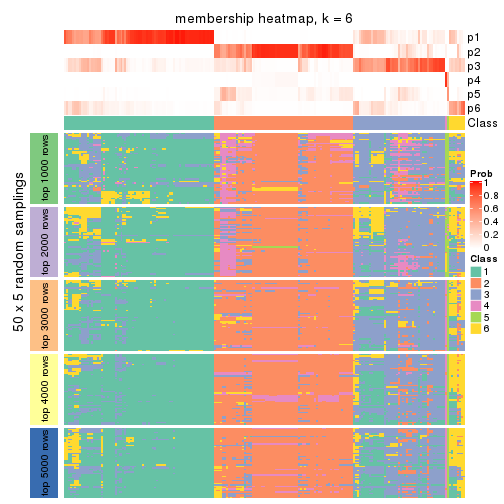 membership heatmap, k = 6
p1
p2
p3
p4
p5
p6
Class
50 x 5 random samplings
top 1000 rows
top 2000 rows
top 3000 rows
top 4000 rows
top 5000 rows
Prob
1
0.8
0.6
0.4
0.2
0
Class
1
2
3
4
5
6